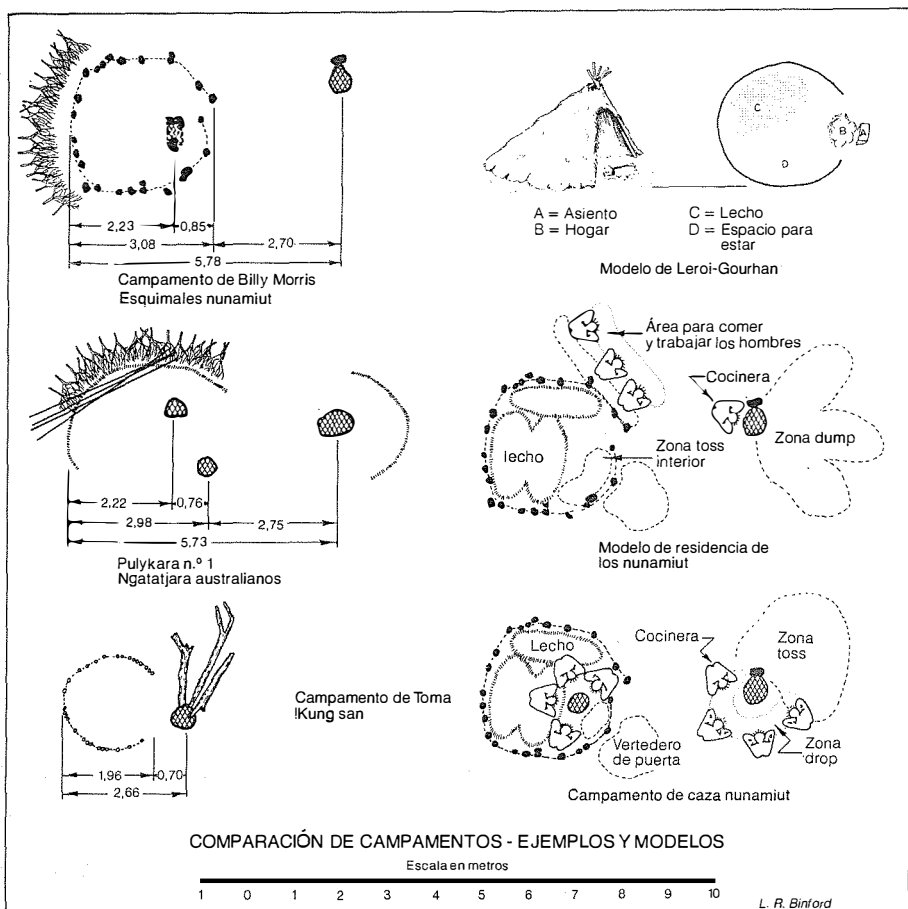 2,23
0,85
3,08
2,70
5,78
Campamento de Billy Morris
Esquimales nunamiut
C
B
A
D
A = Asiento
B = Hogar
C = Lecho
D = Espacio para
estar
Modelo de Leroi-Gourhan
2,22
0,76
2,98
2,75
5,73
Pulykara n.º 1
Ngatatjara australianos
Área para comer
y trabajar los hombres
Cocinera
lecho
Zona toss
interior
Zona dump
Modelo de residencia de
los nunamiut
1,96
0,70
2,66
Campamento de Toma
!Kung san
Lecho
Cocinera
Zona
toss
Vertedero
de puerta
Zona
drop
Campamento de caza nunamiut
COMPARACIÓN DE CAMPAMENTOS - EJEMPLOS Y MODELOS
Escala en metros
1 0 1 2 3 4 5 6 7 8 9 10
L. R. Binford